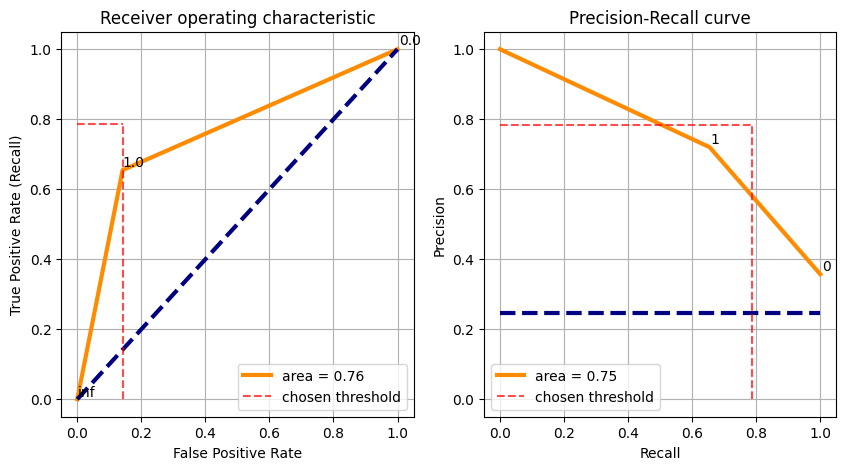 Receiver operating characteristic
1.0
0.8
0.6
0.4
0.2
0.0
True Positive Rate (Recall)
0.0
1.0
inf
area = 0.76
chosen threshold
0.0 0.2 0.4 0.6 0.8 1.0
False Positive Rate
Precision-Recall curve
1.0
0.8
0.6
0.4
0.2
0.0
Precision
1
0
area = 0.75
chosen threshold
0.0 0.2 0.4 0.6 0.8 1.0
Recall